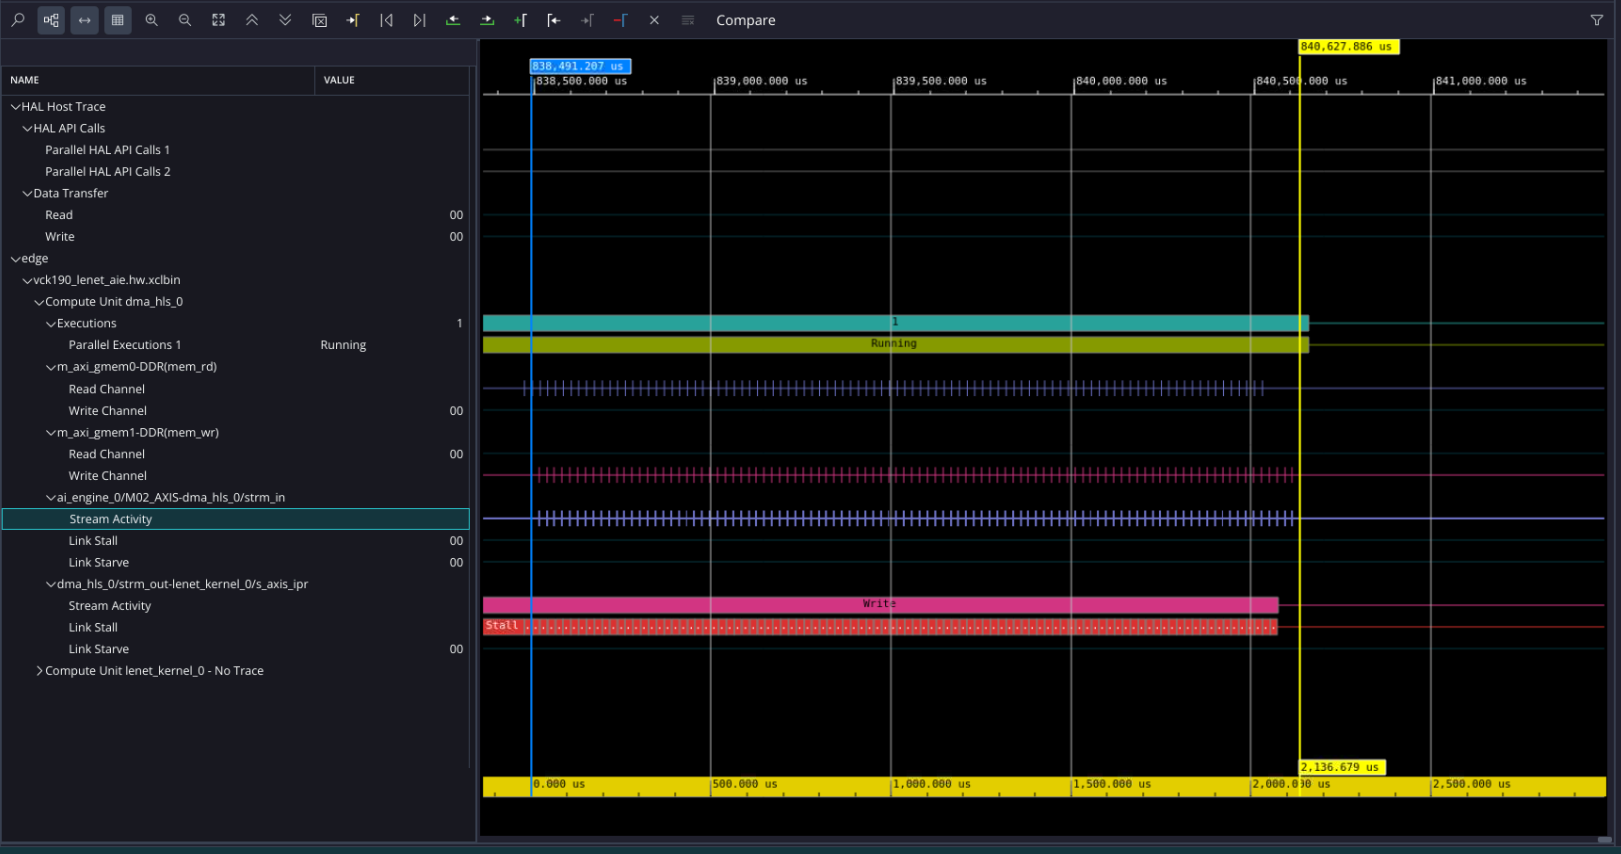 Compare
840,627.886 us
838,491.207 us
838,500.000 us 839,000.000 us 839,500.000 us 840,000.000 us 840,500.000 us 841,000.000 us
NAME VALUE
HAL Host Trace
HAL API Calls
Parallel HAL API Calls 1
Parallel HAL API Calls 2
Data Transfer
Read 00
Write 00
edge
vck190_lenet_aie.hw.xclbin
Compute Unit dma_hls_0
Executions 1 1
Parallel Executions 1 Running Running
m_axi_gmem0-DDR(mem_rd)
Read Channel
Write Channel 00
m_axi_gmem1-DDR(mem_wr)
Read Channel 00
Write Channel
ai_engine_0/M02_AXIS-dma_hls_0/strm_in
Stream Activity
Link Stall 00
Link Starve 00
dma_hls_0/strm_out-lenet_kernel_0/s_axis_ipr
Stream Activity Write
Link Stall Stall
Link Starve 00
Compute Unit lenet_kernel_0 - No Trace
2,136.679 us
0.000 us 500.000 us 1,000.000 us 1,500.000 us 2,000.000 us 2,500.000 us